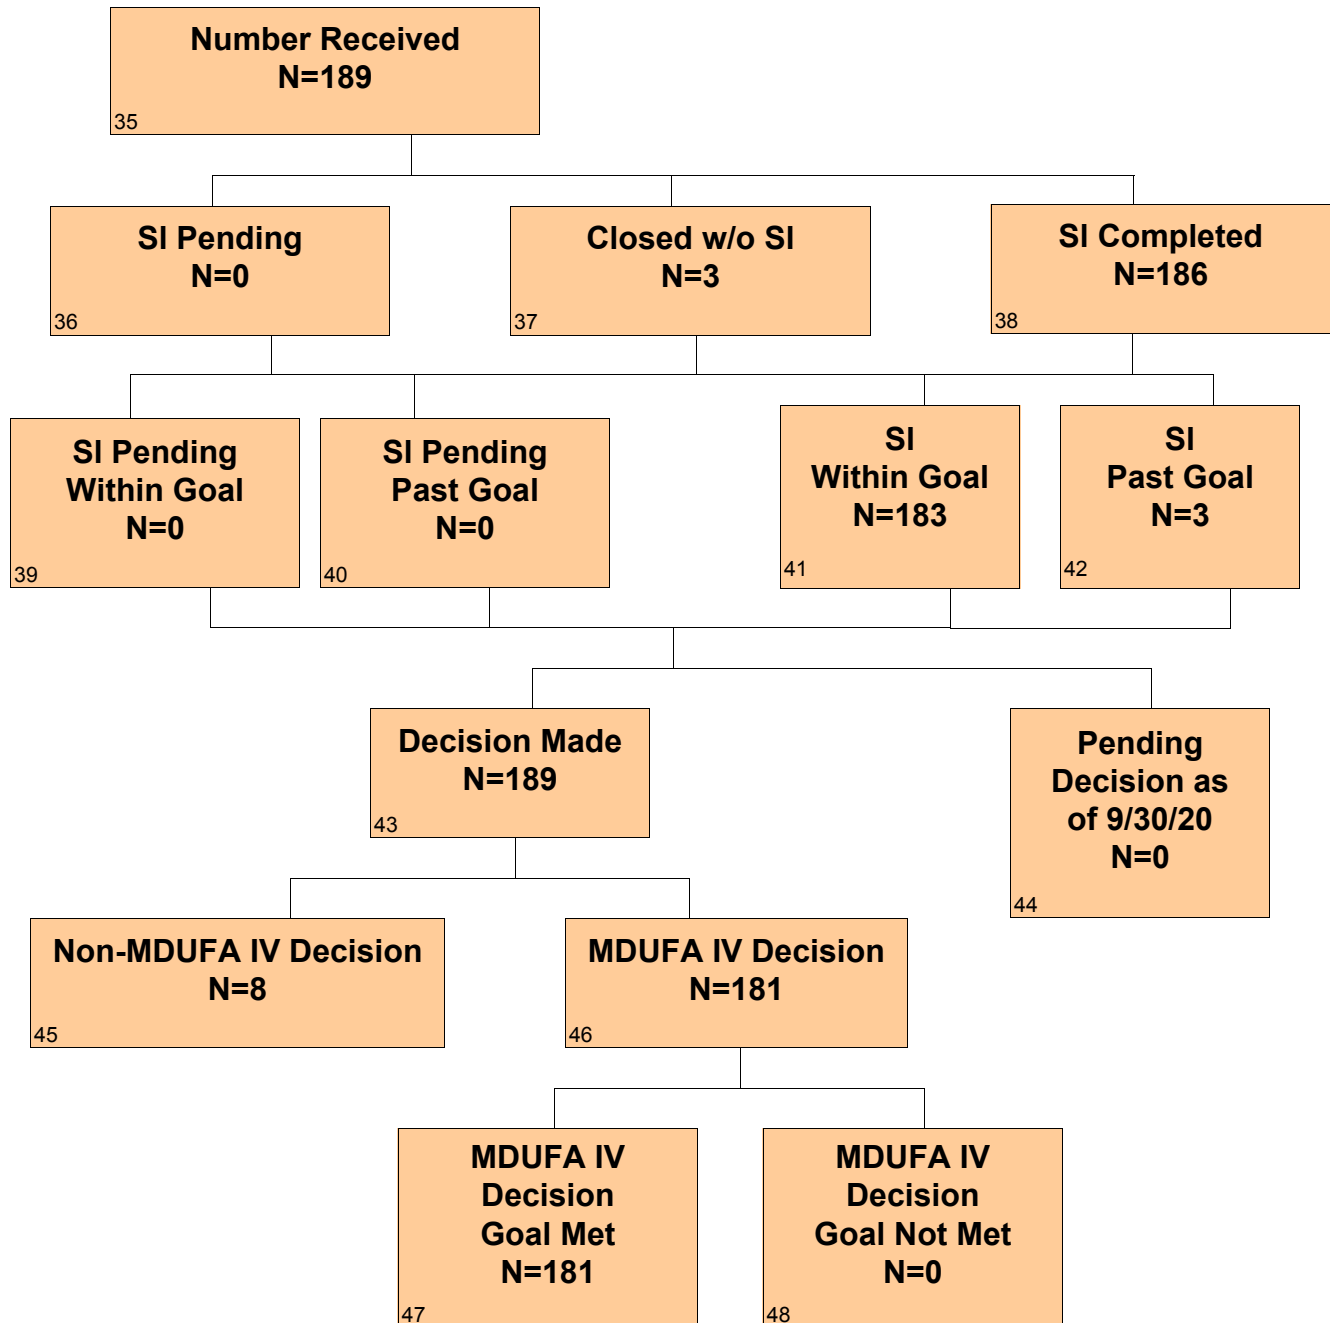 Number Received
N=189
35
SI Pending
N=0
36
Closed w/o SI
N=3
37
SI Completed
N=186
38
SI Pending
Within Goal
N=0
39
SI Pending
Past Goal
N=0
40
SI
Within Goal
N=183
41
SI
Past Goal
N=3
42
Decision Made
N=189
43
Pending
Decision as
of 9/30/20
N=0
44
Non-MDUFA IV Decision
N=8
45
MDUFA IV Decision
N=181
46
MDUFA IV
Decision
Goal Met
N=181
47
MDUFA IV
Decision
Goal Not Met
N=0
48